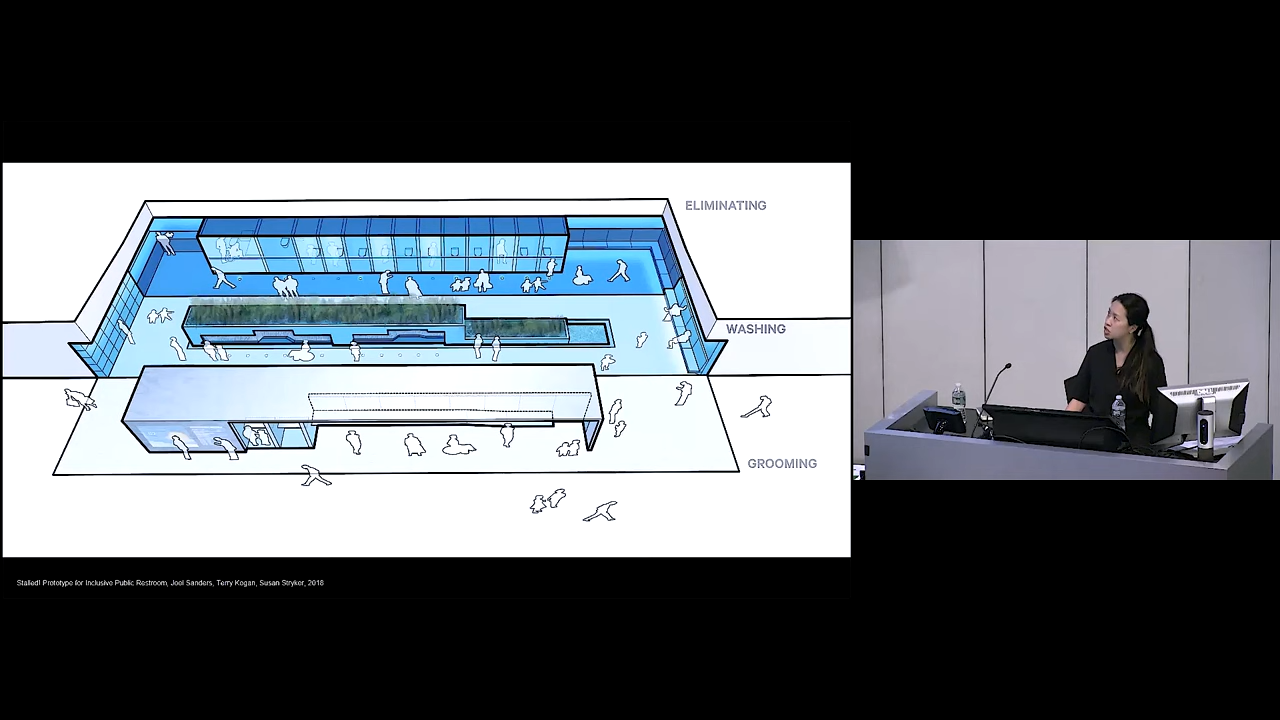 ELIMINATING
WASHING
GROOMING
Stalled! Prototype for Inclusive Public Restroom, Joel Sanders, Terry Kogan, Susan Stryker, 2018